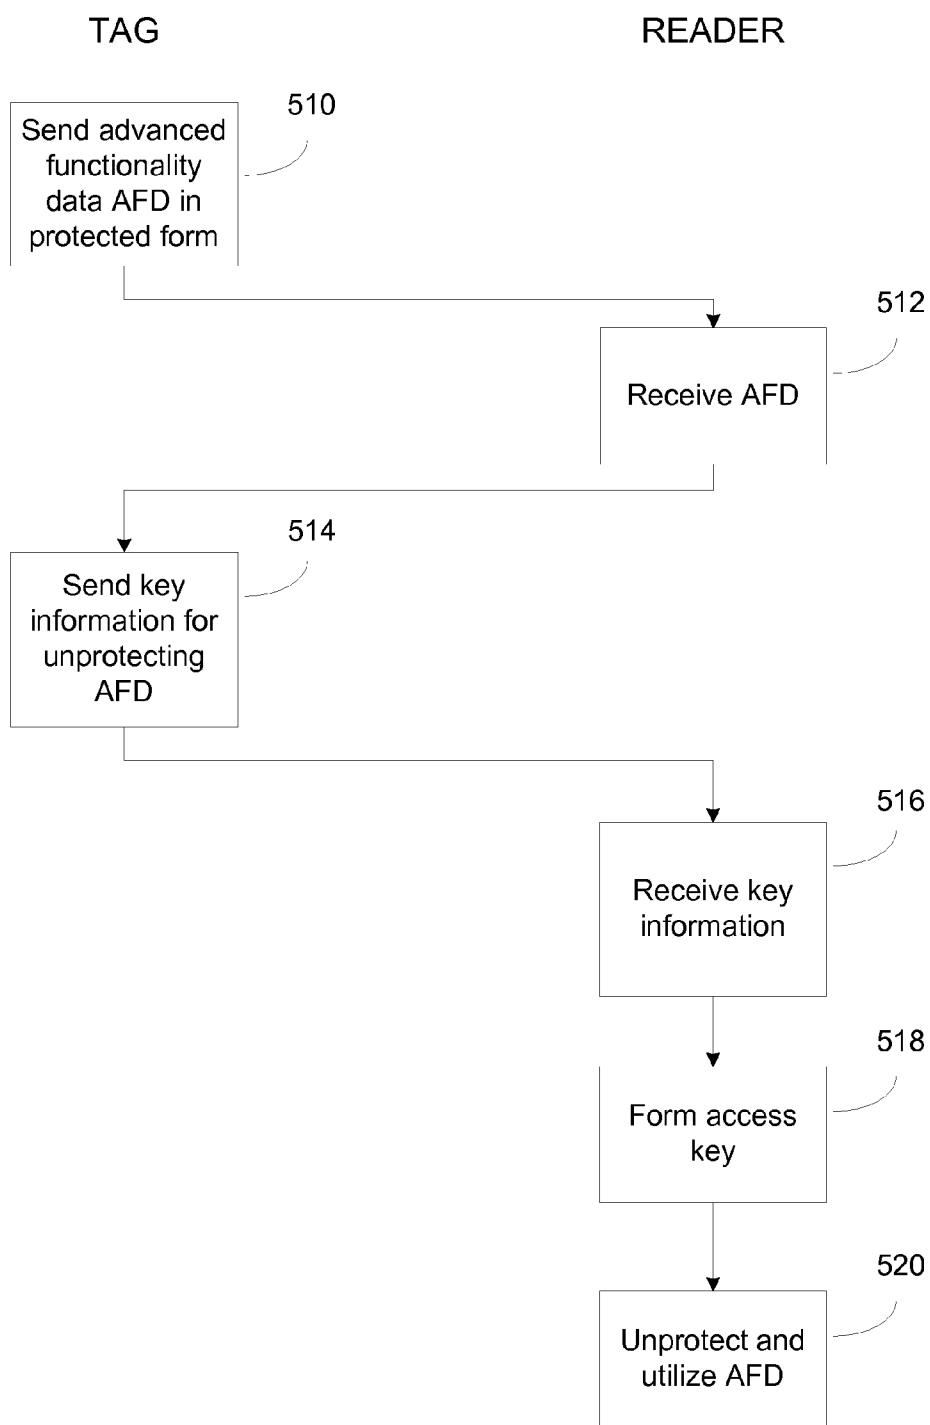 TAG
READER
510
Send advanced
functionality
data AFD in
protected form
512
Receive AFD
514
Send key
information for
unprotecting
AFD
516
Receive key
information
518
Form access
key
520
Unprotect and
utilize AFD